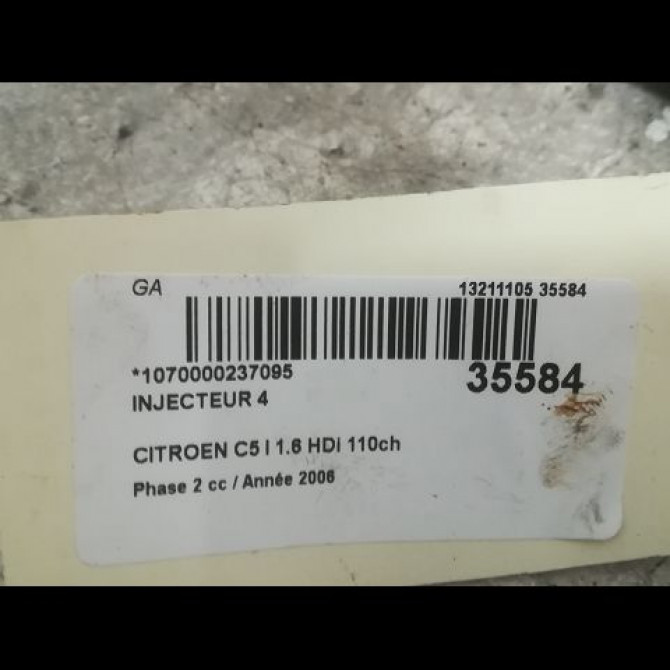 GA 13211105 35584
*1070000237095 35584
INJECTEUR 4
CITROEN C5 I 1.6 HDi 110ch
Phase 2 cc / Année 2006